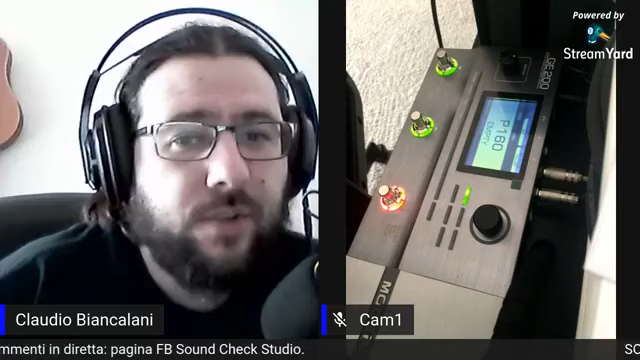 Powered by
StreamYard
GE200
P160
EMPTY
Claudio Biancalani
Cam1
mmenti in diretta: pagina FB Sound Check Studio.